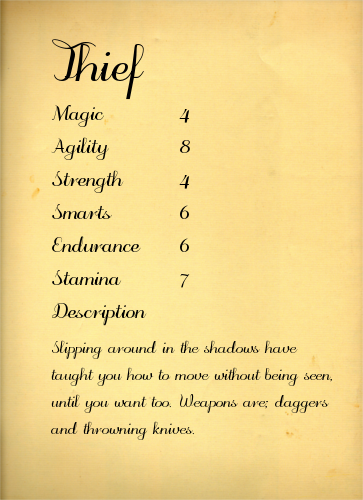 Thief
Magic 4
Agility 8
Strength 4
Smarts 6
Endurance 6
Stamina 7
Description
Slipping around in the shadows have
taught you how to move without being seen,
until you want too. Weapons are; daggers
and throwning knives.